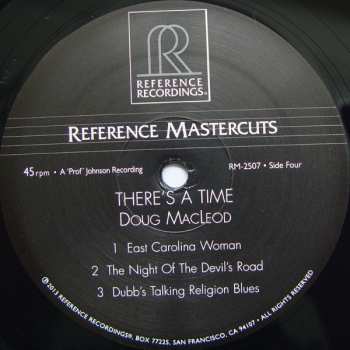 REFERENCE
RECORDINGS®
REFERENCE MASTERCUTS
45 rpm • A "Prof" Johnson Recording
RM-2507 • Side Four
THERE'S A TIME
DOUG MACLEOD
1 East Carolina Woman
2 The Night Of The Devil's Road
3 Dubb's Talking Religion Blues
℗2013 REFERENCE RECORDINGS®, BOX 77225, SAN FRANCISCO, CA 94107 • ALL RIGHTS RESERVED